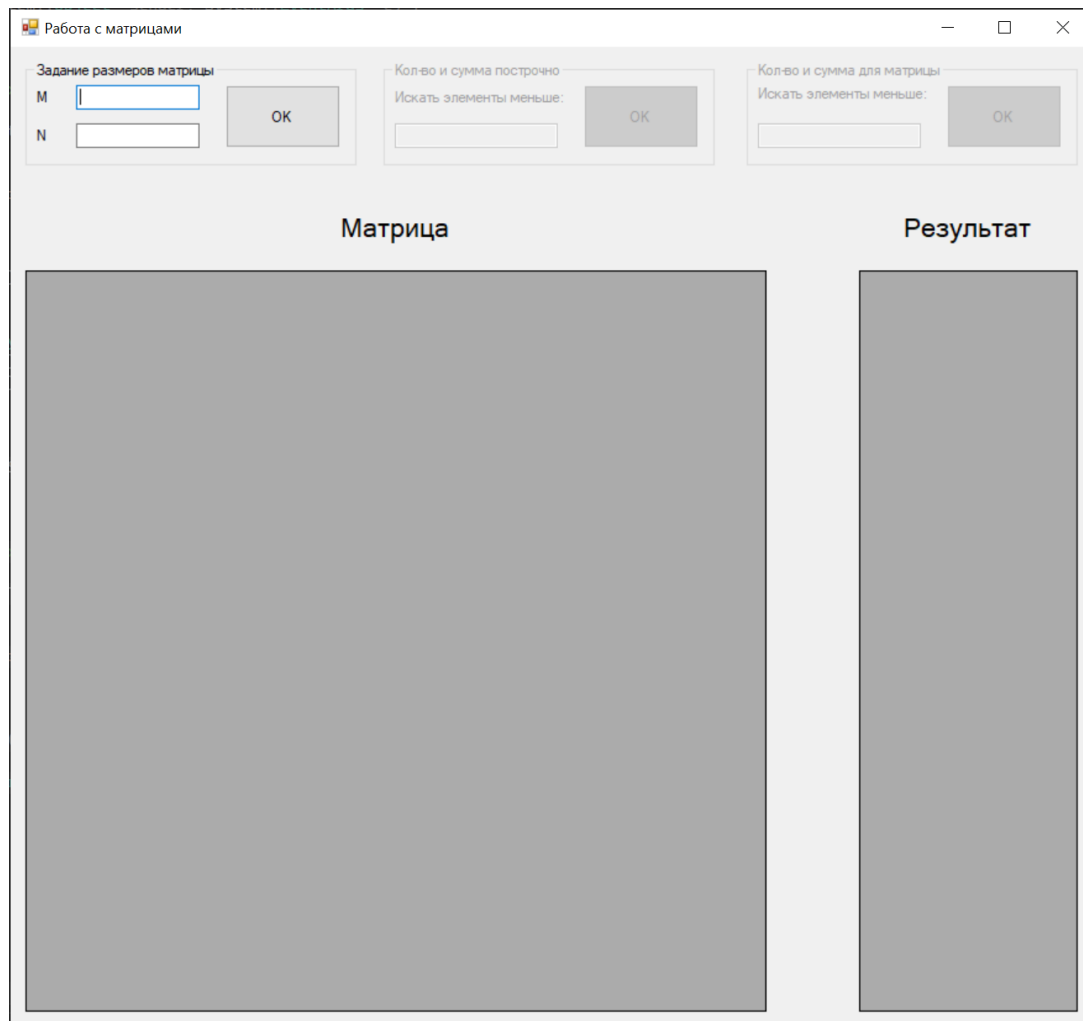 Работа с матрицами
Задание размеров матрицы
M
N
OK
Кол-во и сумма построчно
Искать элементы меньше:
OK
Кол-во и сумма для матрицы
Искать элементы меньше:
OK
Матрица
Результат